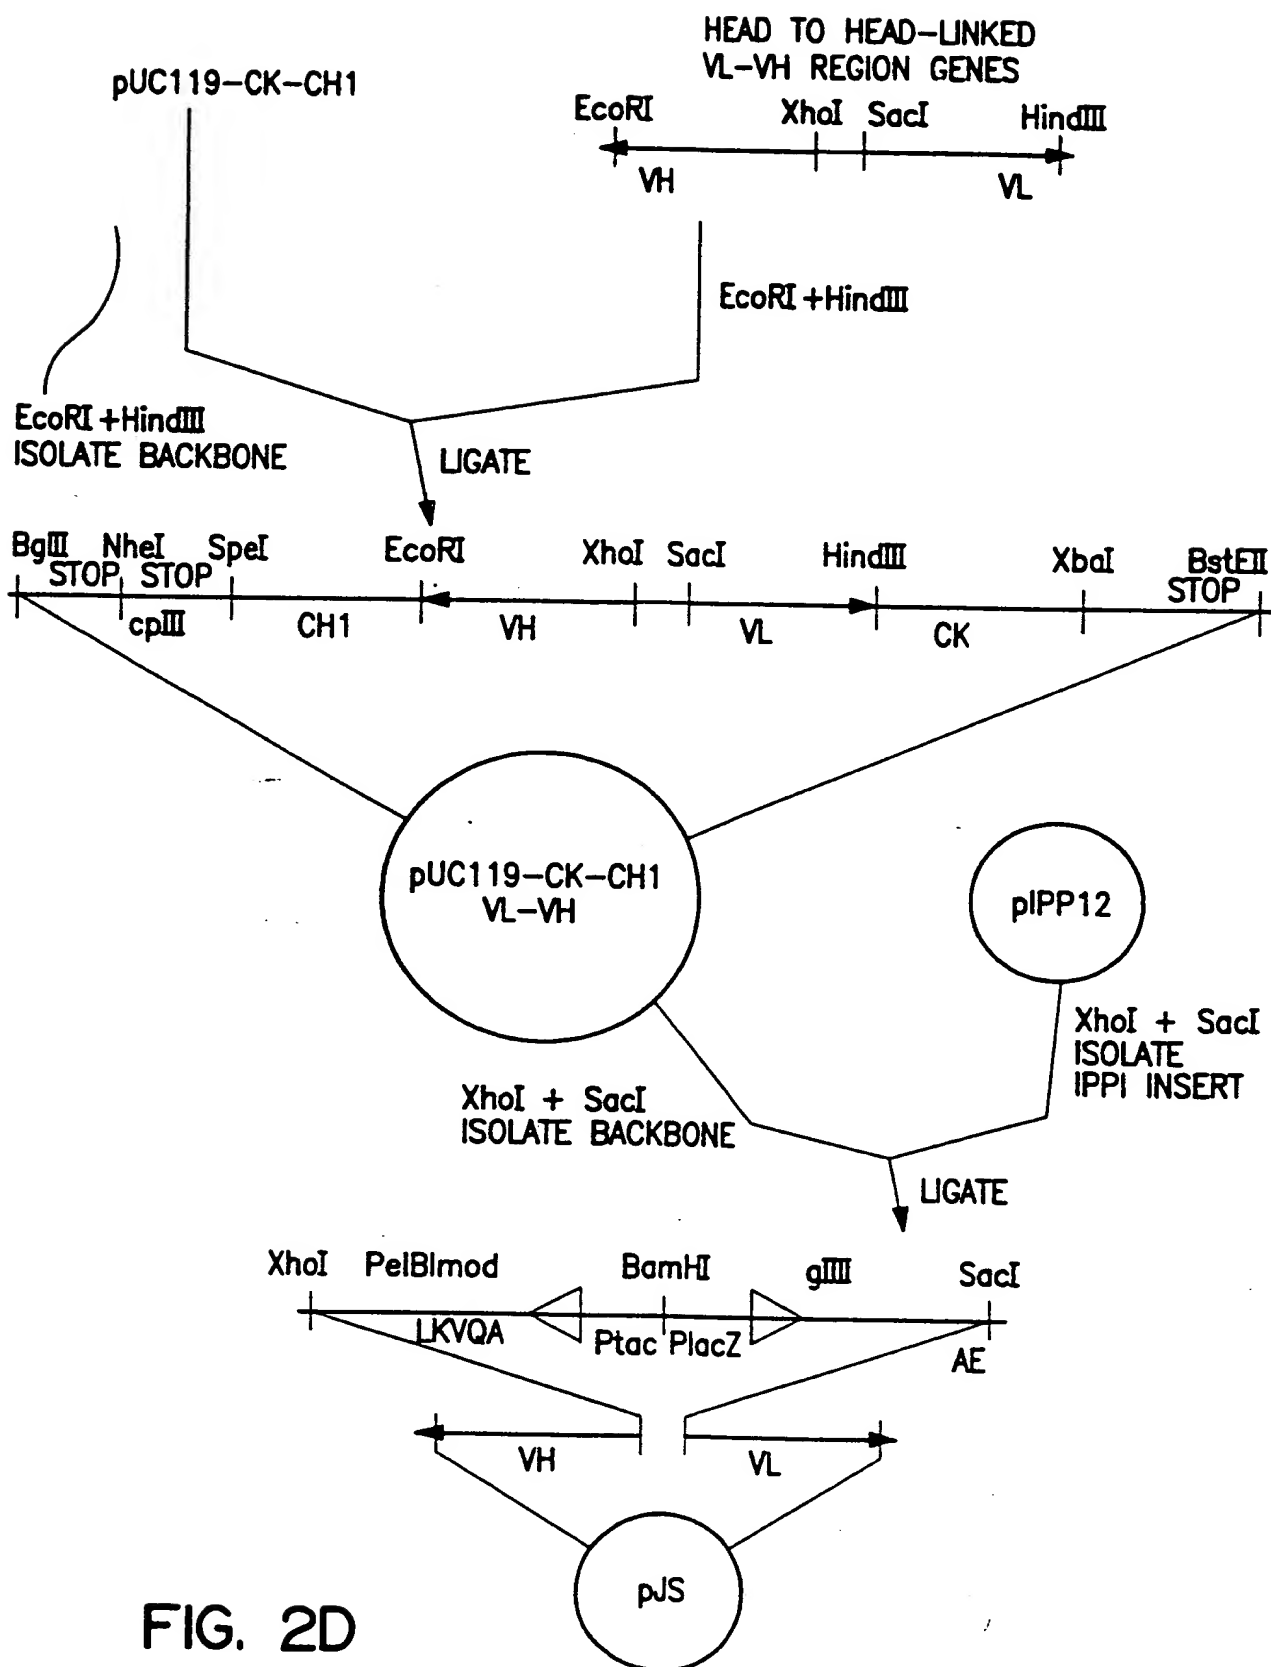 HEAD TO HEAD-LINKED
VL-VH REGION GENES
pUC119-CK-CH1
EcoRI XhoI SacI HindIII
VH VL
EcoRI+HindIII
EcoRI+HindIII
ISOLATE BACKBONE
LIGATE
BglII NheI SpeI EcoRI XhoI SacI HindIII XbaI BstEII
STOP STOP STOP
cpIII CH1 VH VL CK
pUC119-CK-CH1
VL-VH
pIPP12
XhoI + SacI
ISOLATE
IPPI INSERT
XhoI + SacI
ISOLATE BACKBONE
LIGATE
XhoI PelBlmod BamHI gIIII SacI
LKVQA Ptac PlacZ AE
VH VL
pJS
FIG. 2D